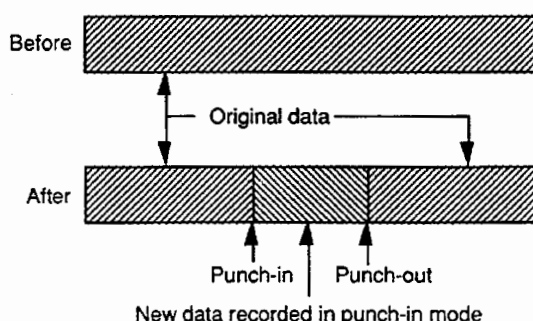 Before
Original data
After
Punch-in Punch-out
New data recorded in punch-in mode